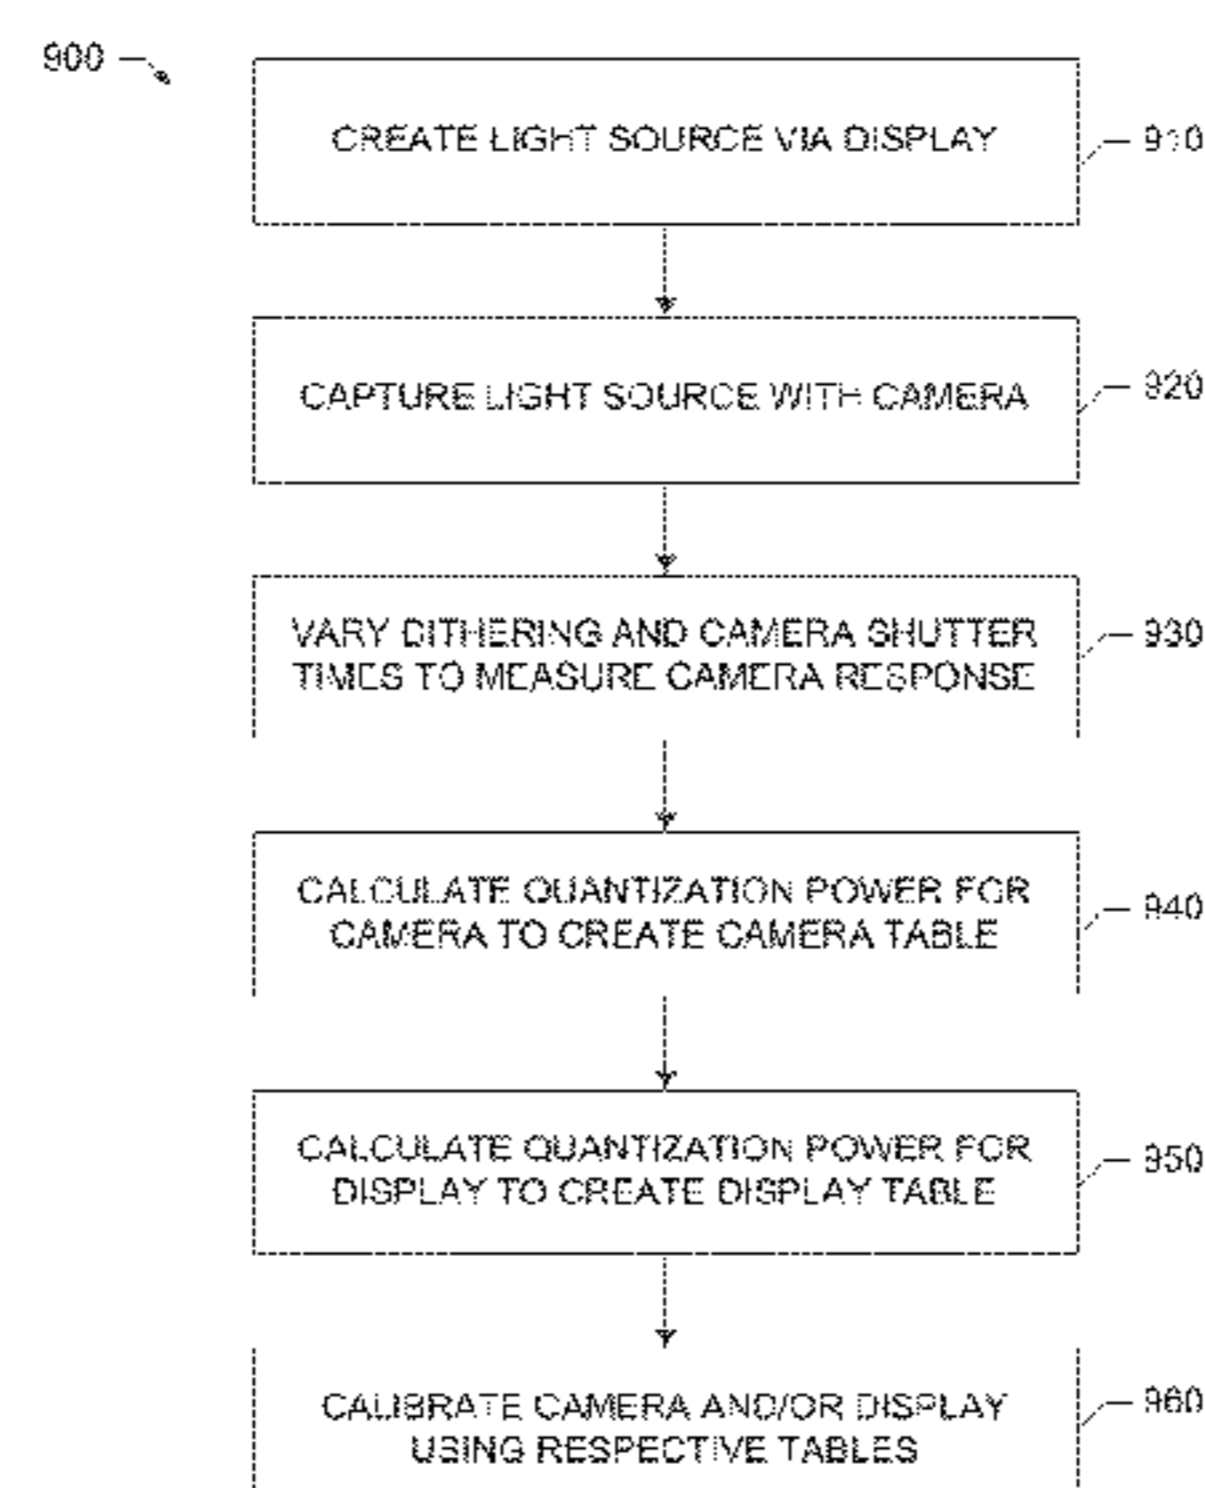 900
CREATE LIGHT SOURCE VIA DISPLAY
910
CAPTURE LIGHT SOURCE WITH CAMERA
920
VARY DITHERING AND CAMERA SHUTTER
TIMES TO MEASURE CAMERA RESPONSE
930
CALCULATE QUANTIZATION POWER FOR
CAMERA TO CREATE CAMERA TABLE
940
CALCULATE QUANTIZATION POWER FOR
DISPLAY TO CREATE DISPLAY TABLE
950
CALIBRATE CAMERA AND/OR DISPLAY
USING RESPECTIVE TABLES
960